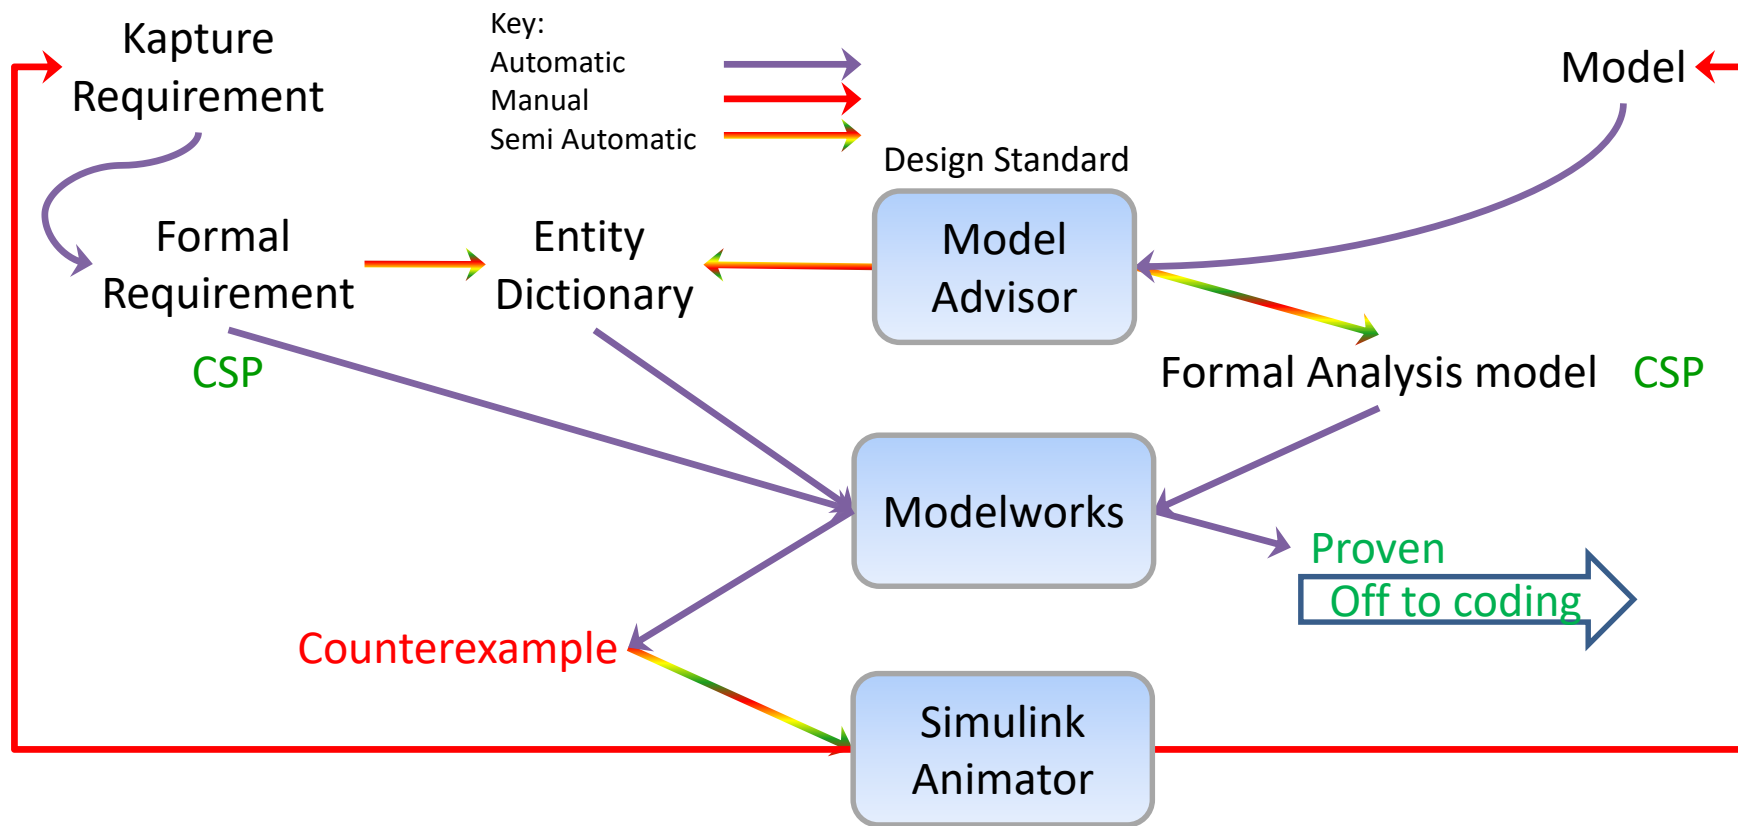 Kapture
Requirement
Key:
Automatic
Manual
Semi Automatic
Model
Design Standard
Model
Advisor
Formal
Requirement
Entity
Dictionary
CSP
Formal Analysis model
CSP
Modelworks
Proven
Off to coding
Counterexample
Simulink
Animator